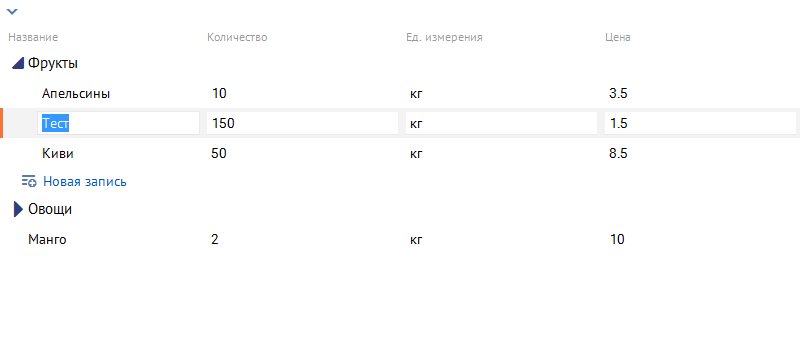 Название Количество Ед. измерения Цена
Фрукты
Апельсины 10 кг 3.5
Тест 150 кг 1.5
Киви 50 кг 8.5
Новая запись
Овощи
Манго 2 кг 10